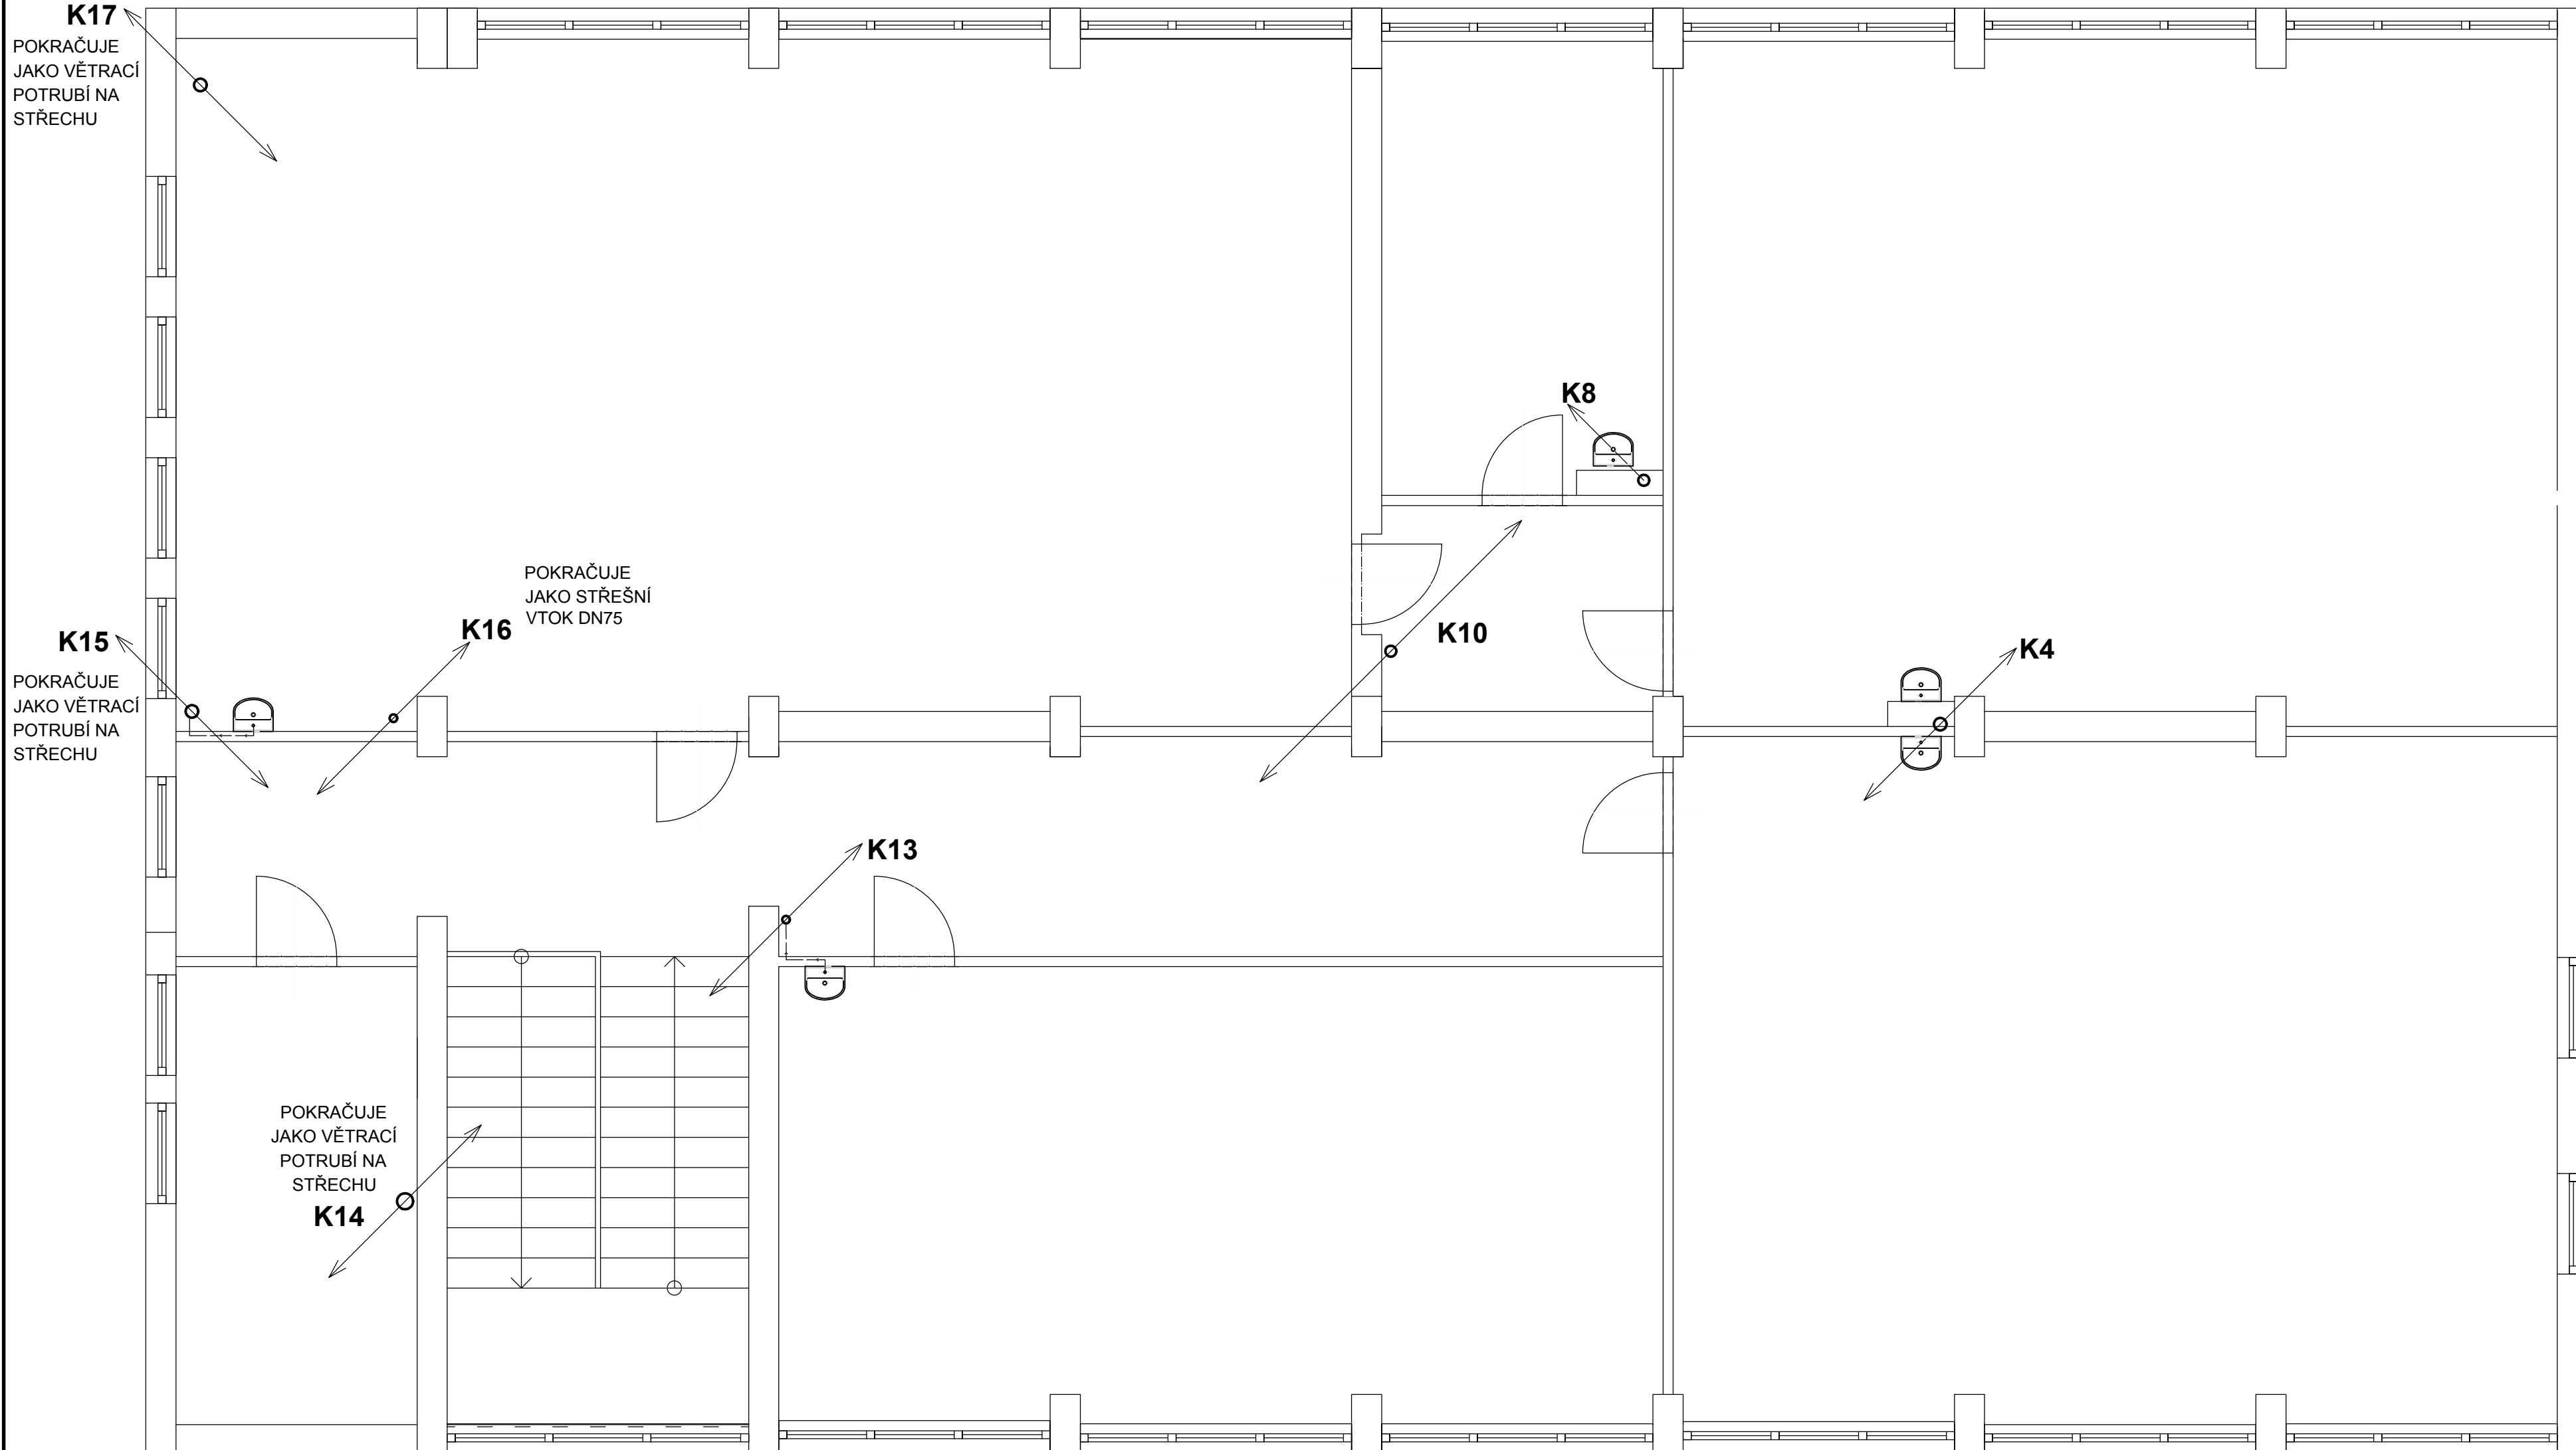 K17
POKRAČUJE
JAKO VĚTRACÍ
POTRUBÍ NA
STŘECHU
K8
POKRAČUJE
JAKO STŘEŠNÍ
VTOK DN75
K16
K10
K15
K4
POKRAČUJE
JAKO VĚTRACÍ
POTRUBÍ NA
STŘECHU
K13
POKRAČUJE
JAKO VĚTRACÍ
POTRUBÍ NA
STŘECHU
K14